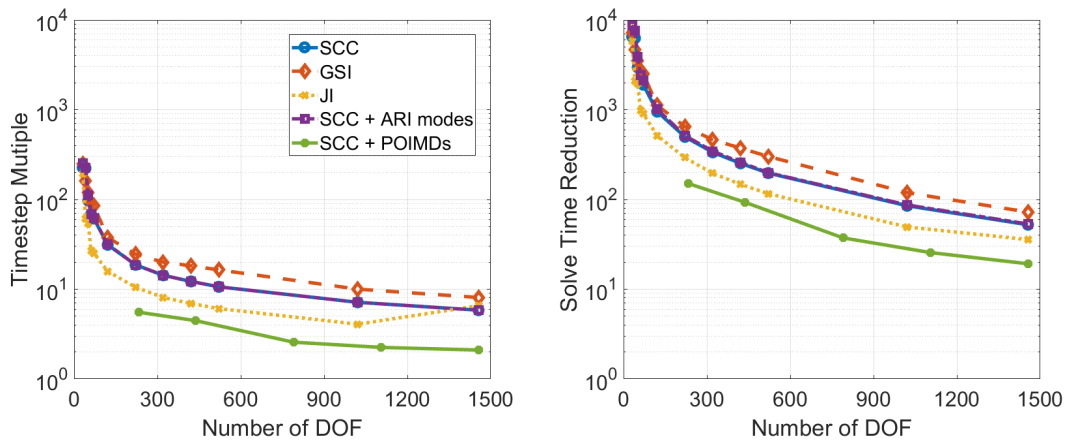 10^4
10^3
10^2
10^1
10^0
Timestep Mutiple
0 300 600 900 1200 1500
Number of DOF
SCC
GSI
JI
SCC + ARI modes
SCC + POIMDs
10^4
10^3
10^2
10^1
10^0
Solve Time Reduction
0 300 600 900 1200 1500
Number of DOF